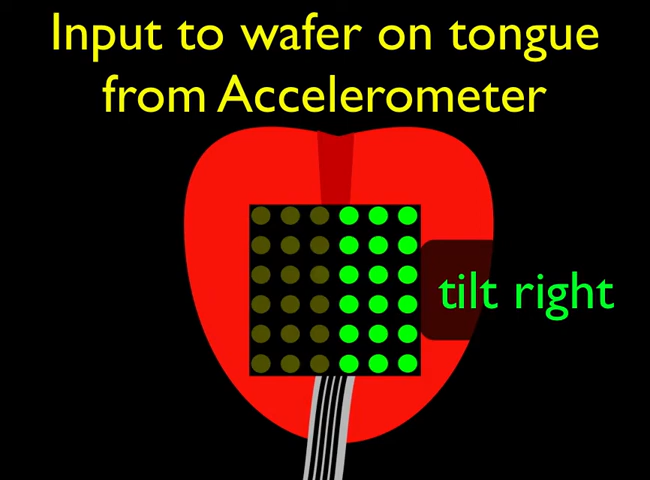 Input to wafer on tongue
from Accelerometer
tilt right